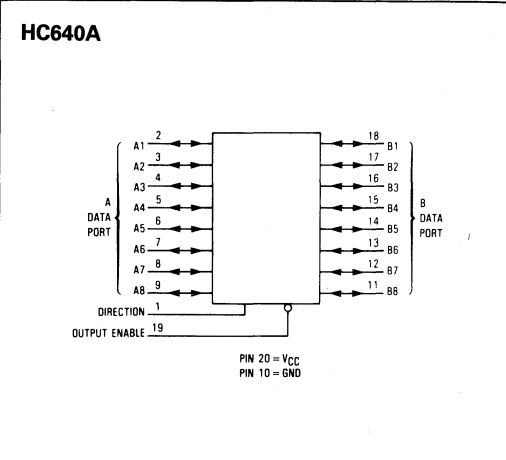 HC640A
A1 2 18 B1
A2 3 17 B2
A3 4 16 B3
A4 5 15 B4
A5 6 14 B5
A6 7 13 B6
A7 8 12 B7
A8 9 11 B8
A
DATA
PORT
B
DATA
PORT
DIRECTION 1
OUTPUT ENABLE 19
PIN 20 = VCC
PIN 10 = GND